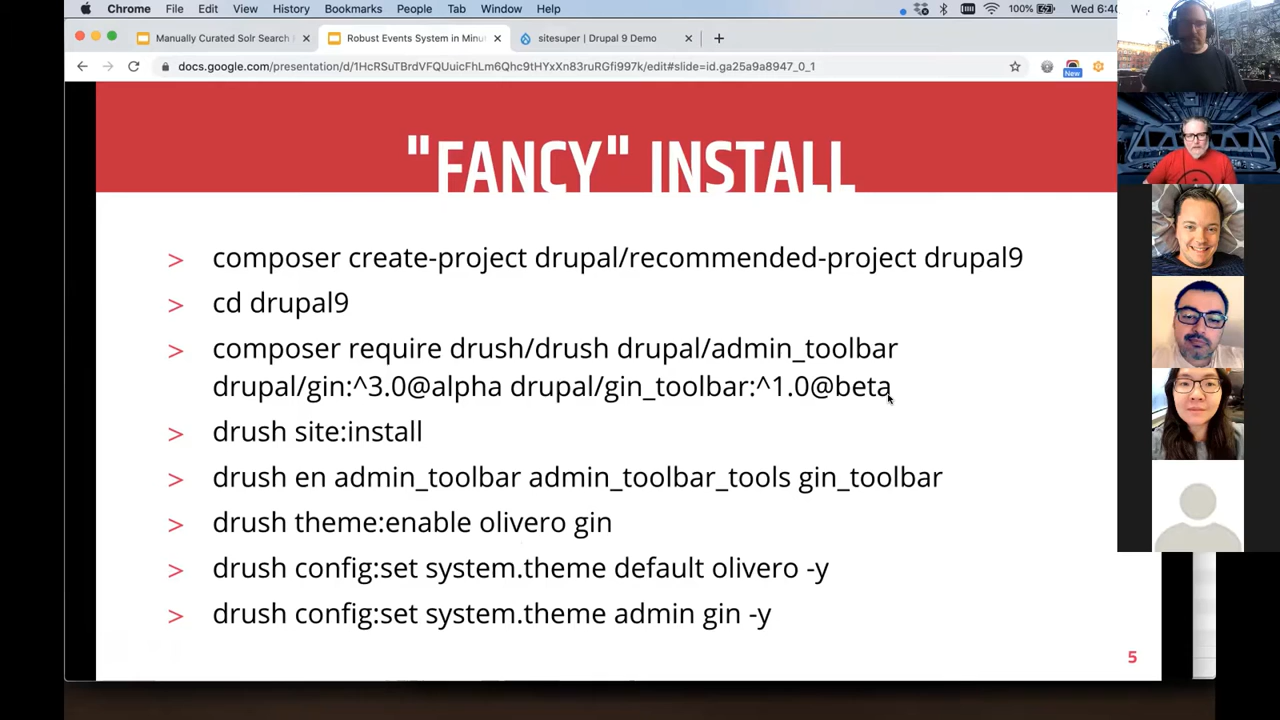 Chrome File Edit View History Bookmarks People Tab Window Help 100% Wed 6:40
Manually Curated Solr Search Robust Events System in Minut sitesuper | Drupal 9 Demo
docs.google.com/presentation/d/1HcRSuTBrdVFQUuicFhLm6Qhc9tHYxXn83ruRGfi997k/edit#slide=id.ga25a9a8947_0_1
New
"FANCY" INSTALL
> composer create-project drupal/recommended-project drupal9
> cd drupal9
> composer require drush/drush drupal/admin_toolbar
drupal/gin:^3.0@alpha drupal/gin_toolbar:^1.0@beta
> drush site:install
> drush en admin_toolbar admin_toolbar_tools gin_toolbar
> drush theme:enable olivero gin
> drush config:set system.theme default olivero -y
> drush config:set system.theme admin gin -y
5